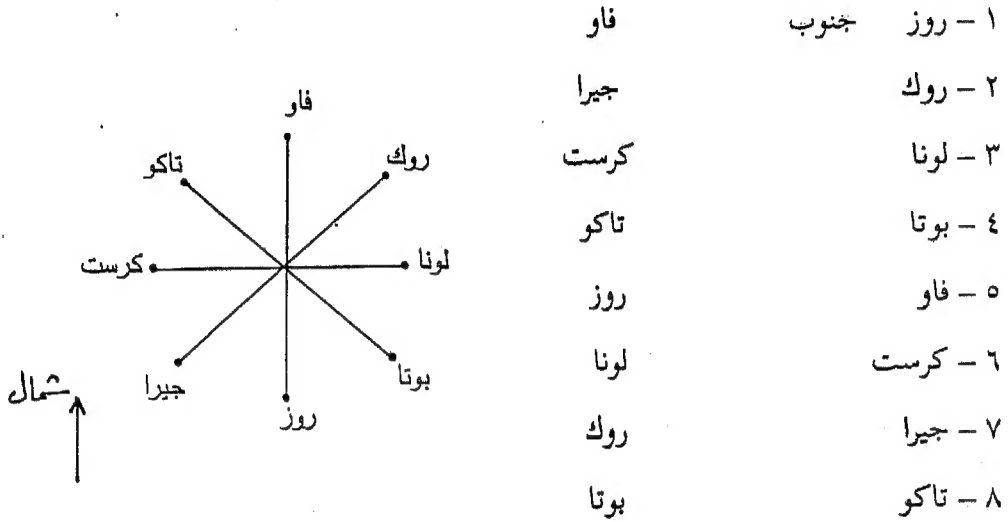 ١ – روز جنوب فاو
٢ – روك جيرا
٣ – لونا كرست
٤ – بوتا تاكو
٥ – فاو روز
٦ – كرست لونا
٧ – جيرا روك
٨ – تاكو بوتا
فاو
روك
تاكو
لونا
كرست
بوتا
جيرا
روز
شمال